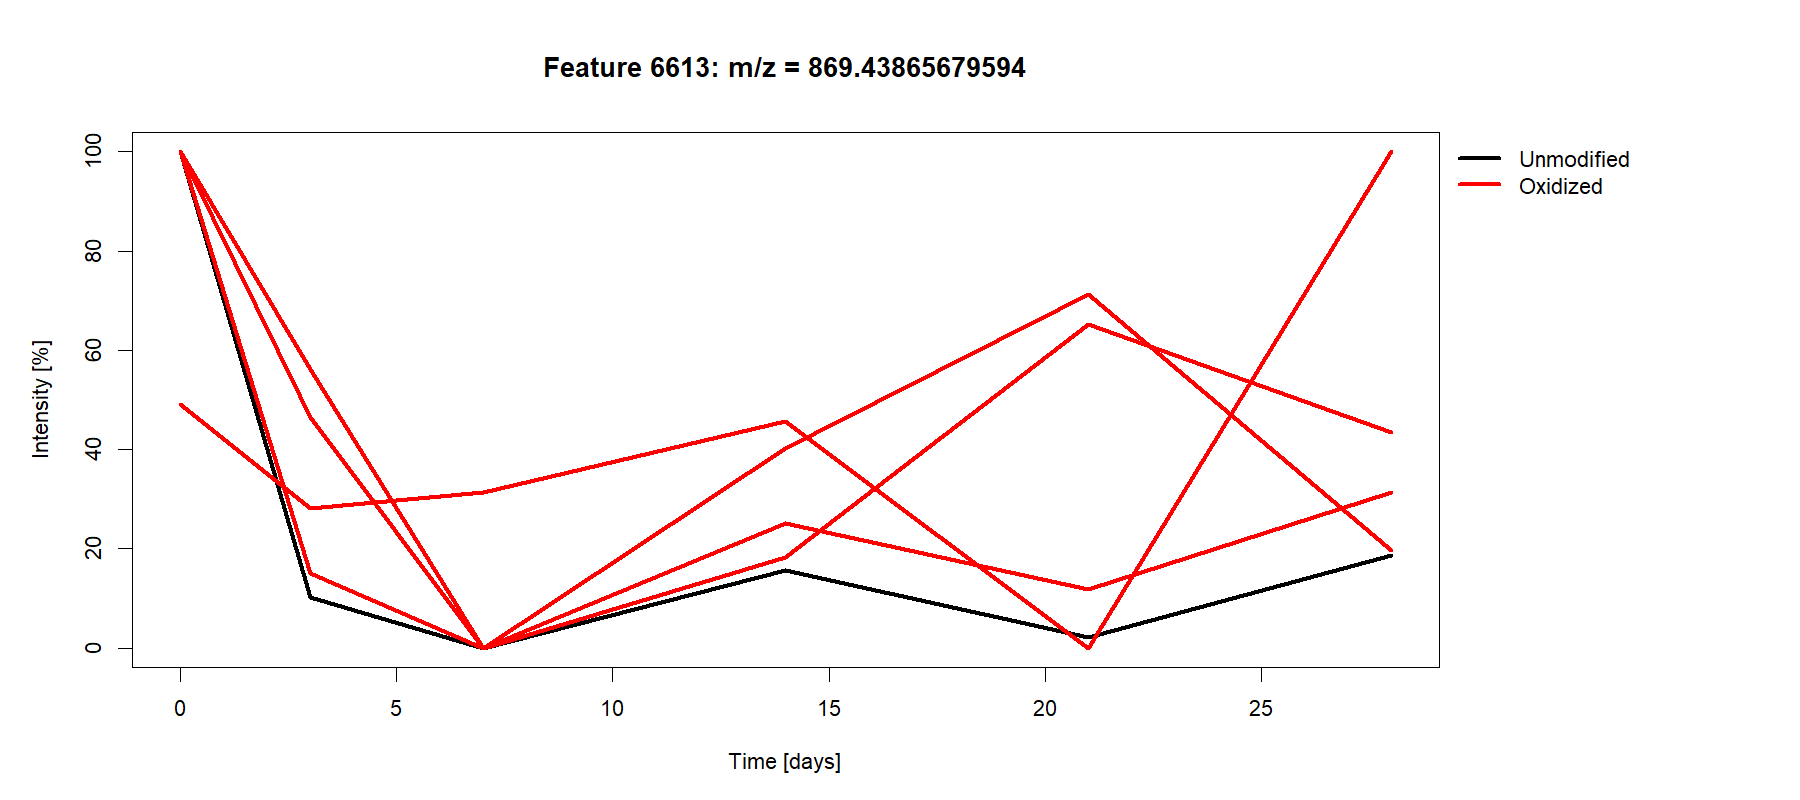 Feature 6613: m/z = 869.43865679594
Unmodified
Oxidized
Intensity [%]
100
80
60
40
20
0
0 5 10 15 20 25
Time [days]